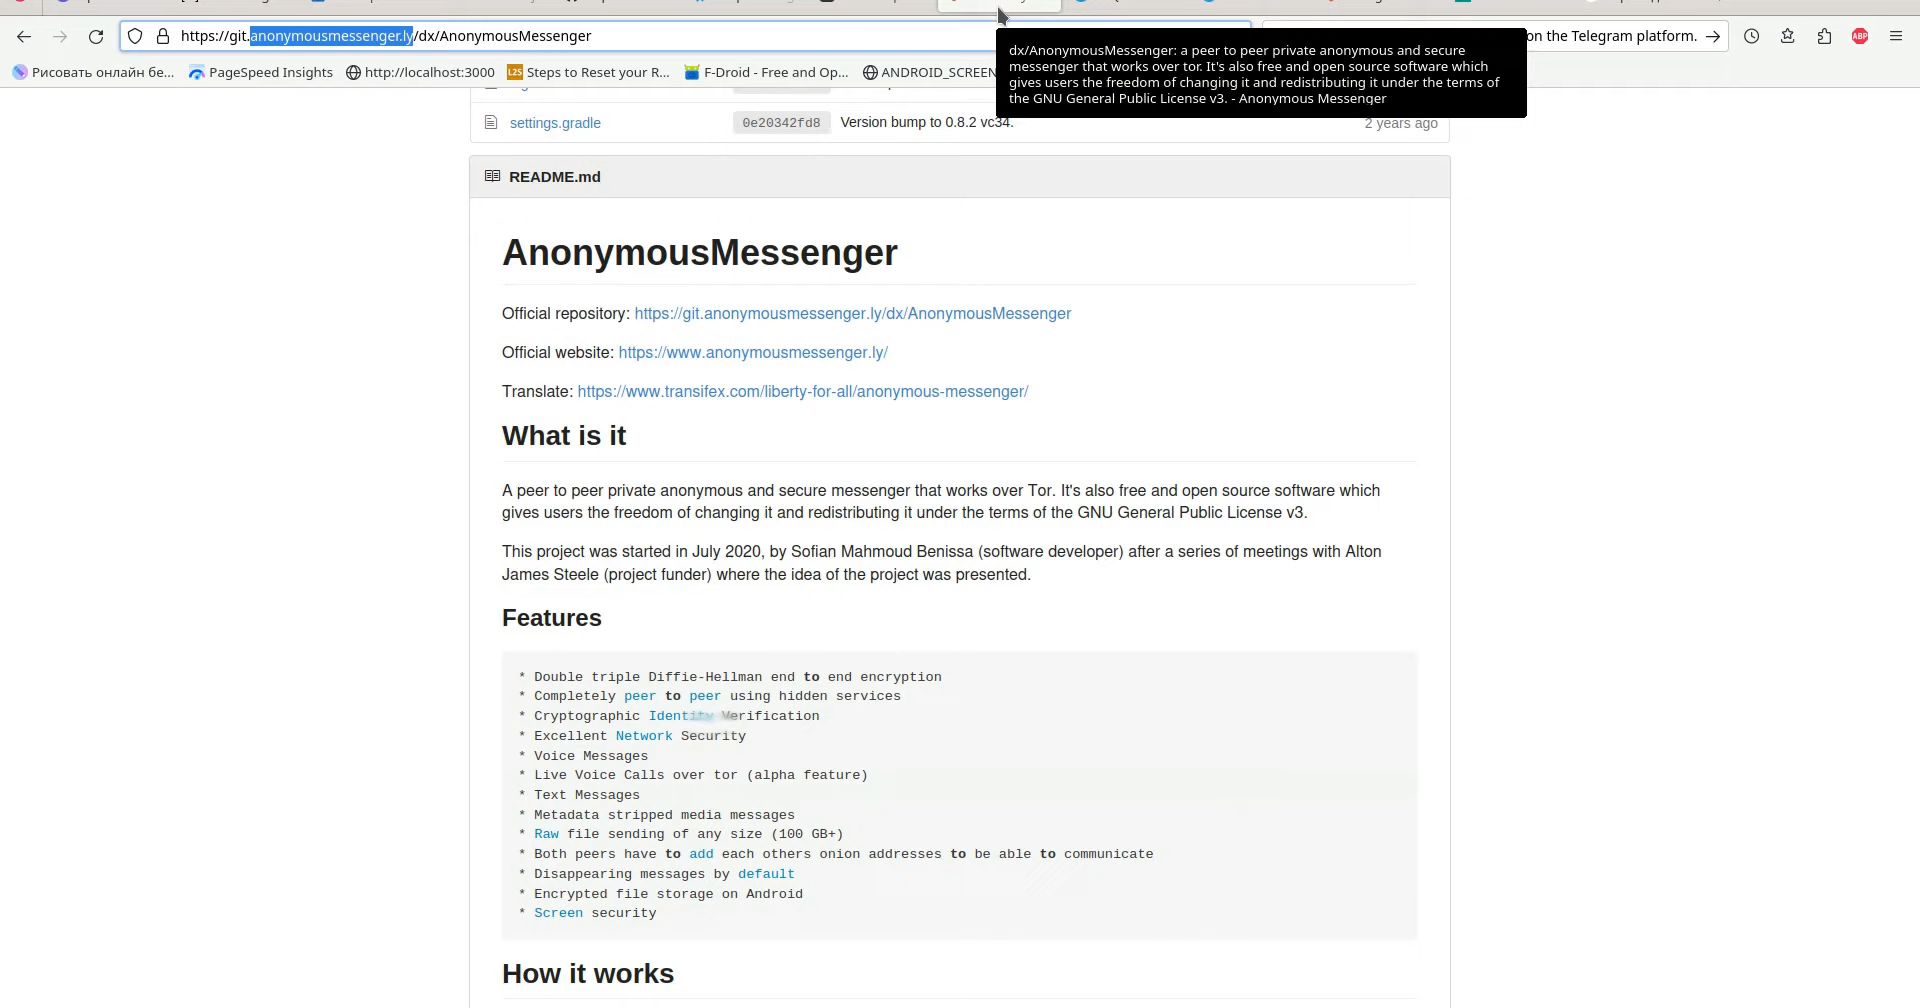 https://git.anonymousmessenger.ly/dx/AnonymousMessenger
on the Telegram platform.
ABP
Рисовать онлайн бе...
PageSpeed Insights
http://localhost:3000
L2S
Steps to Reset your R...
F-Droid - Free and Op...
ANDROID_SCREEN
dx/AnonymousMessenger: a peer to peer private anonymous and secure
messenger that works over tor. It's also free and open source software which
gives users the freedom of changing it and redistributing it under the terms of
the GNU General Public License v3. - Anonymous Messenger
settings.gradle
0e20342fd8
Version bump to 0.8.2 vc34.
2 years ago
README.md
AnonymousMessenger
Official repository: https://git.anonymousmessenger.ly/dx/AnonymousMessenger
Official website: https://www.anonymousmessenger.ly/
Translate: https://www.transifex.com/liberty-for-all/anonymous-messenger/
What is it
A peer to peer private anonymous and secure messenger that works over Tor. It's also free and open source software which
gives users the freedom of changing it and redistributing it under the terms of the GNU General Public License v3.
This project was started in July 2020, by Sofian Mahmoud Benissa (software developer) after a series of meetings with Alton
James Steele (project funder) where the idea of the project was presented.
Features
* Double triple Diffie-Hellman end to end encryption
* Completely peer to peer using hidden services
* Cryptographic Identity Verification
* Excellent Network Security
* Voice Messages
* Live Voice Calls over tor (alpha feature)
* Text Messages
* Metadata stripped media messages
* Raw file sending of any size (100 GB+)
* Both peers have to add each others onion addresses to be able to communicate
* Disappearing messages by default
* Encrypted file storage on Android
* Screen security
How it works